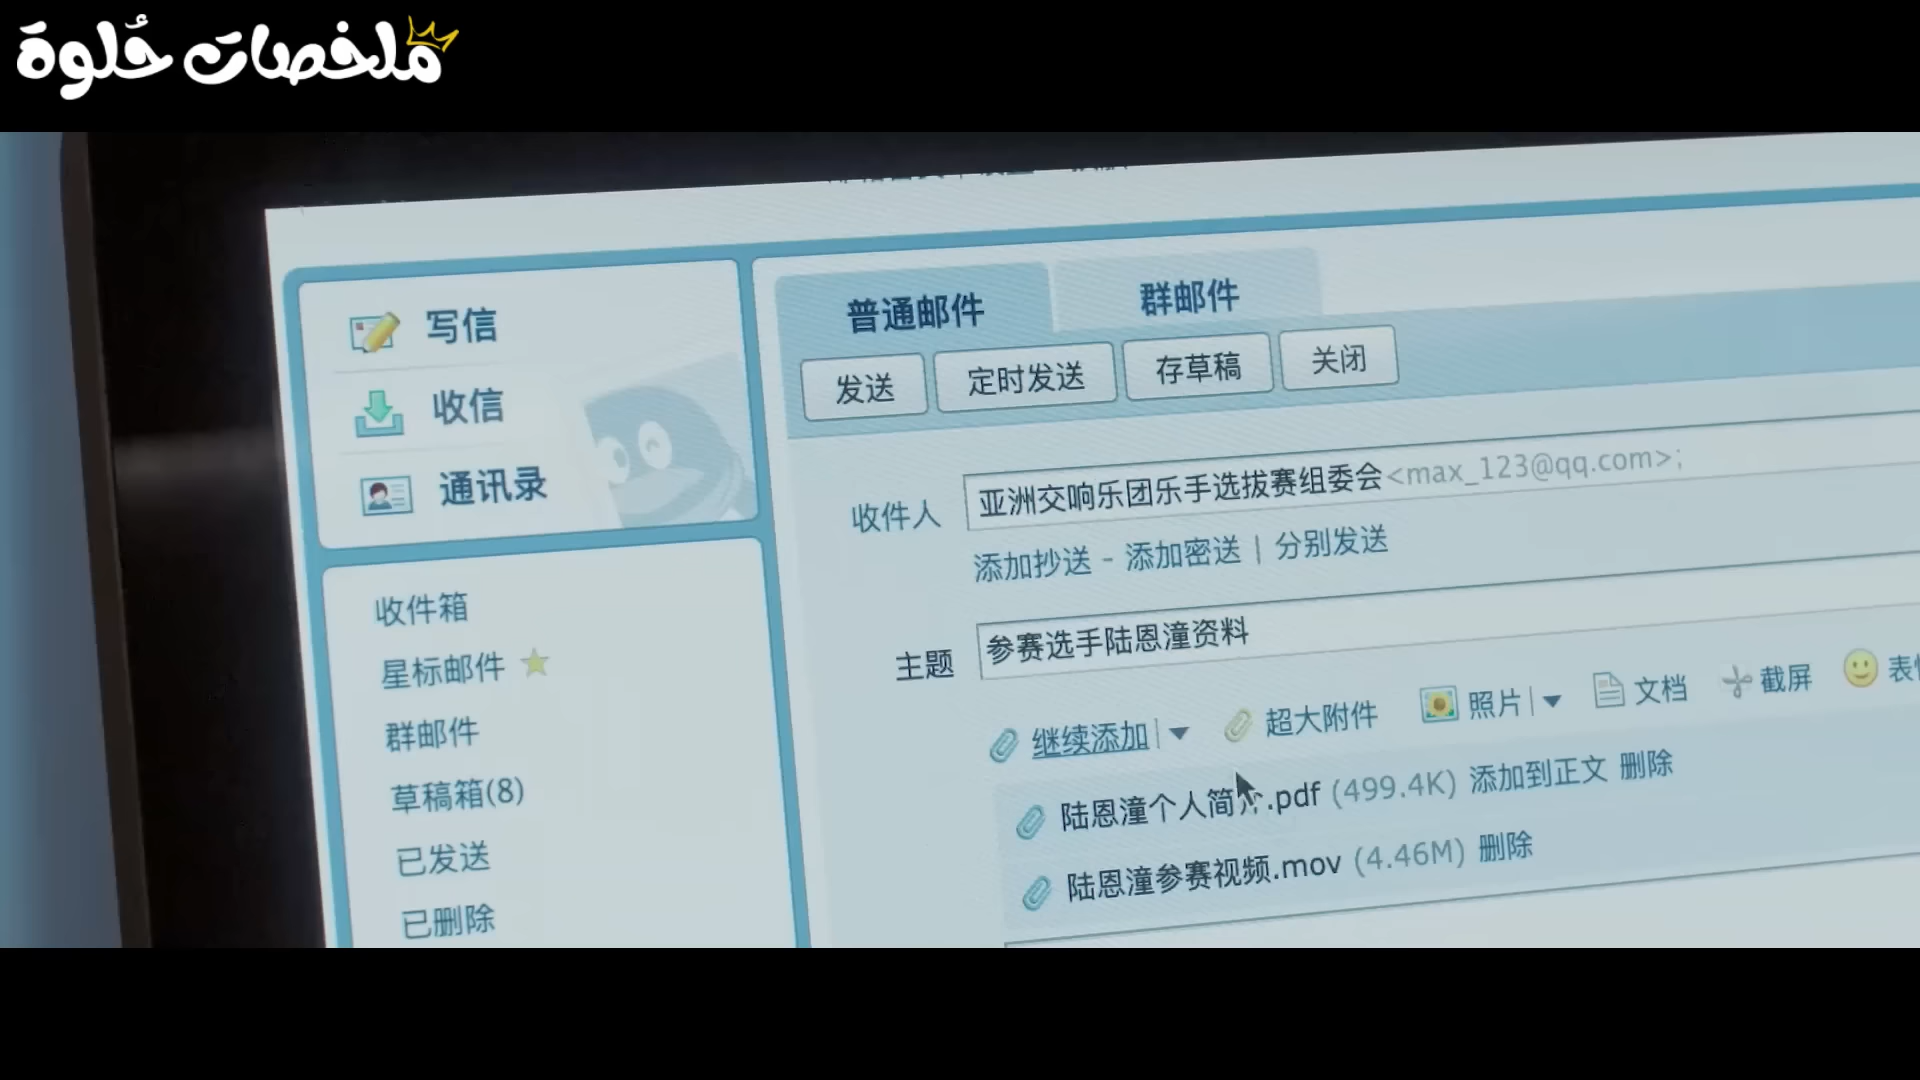 ملخصات حُلوة
写信
收信
通讯录
收件箱
星标邮件
群邮件
草稿箱(8)
已发送
已删除
普通邮件 群邮件
发送 定时发送 存草稿 关闭
收件人 亚洲交响乐团乐手选拔赛组委会<max_123@qq.com>;
添加抄送 - 添加密送 | 分别发送
主题 参赛选手陆恩潼资料
继续添加 超大附件 照片 文档 截屏
陆恩潼个人简介.pdf (499.4K) 添加到正文 删除
陆恩潼参赛视频.mov (4.46M) 删除